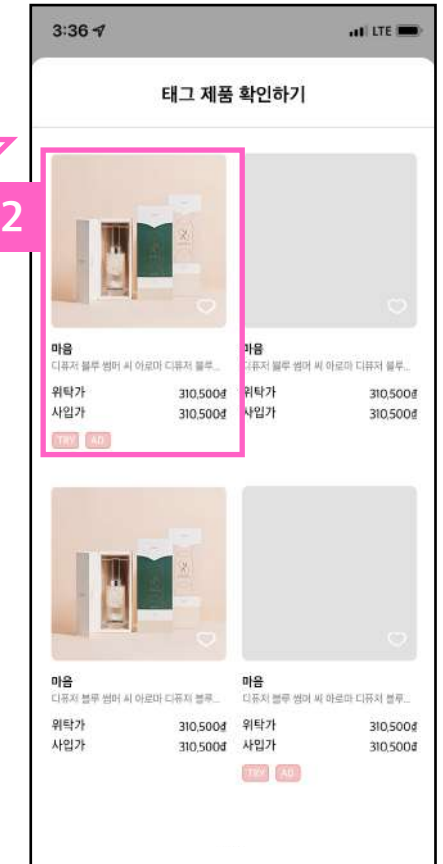 3:36 LTE
태그 제품 확인하기
2
마음
디퓨저 블루 썸머 씨 아로마 디퓨저 블루...
위탁가 310,500₫
사입가 310,500₫
TRY AD
마음
디퓨저 블루 썸머 씨 아로마 디퓨저 블루...
위탁가 310,500₫
사입가 310,500₫
마음
디퓨저 블루 썸머 씨 아로마 디퓨저 블루...
위탁가 310,500₫
사입가 310,500₫
마음
디퓨저 블루 썸머 씨 아로마 디퓨저 블루...
위탁가 310,500₫
사입가 310,500₫
TRY AD